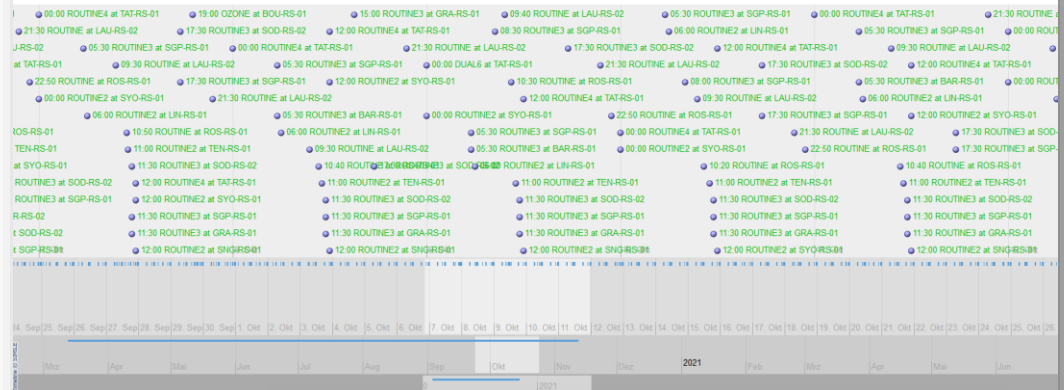 00:00 ROUTINE4 at TAT-RS-01 19:00 OZONE at BOU-RS-02 15:00 ROUTINE3 at GRA-RS-01 09:40 ROUTINE at LAU-RS-02 05:30 ROUTINE3 at SGP-RS-01 00:00 ROUTINE4 at TAT-RS-01 21:30 ROUTINE
21:30 ROUTINE at LAU-RS-02 17:30 ROUTINE3 at SOD-RS-02 12:00 ROUTINE4 at TAT-RS-01 08:30 ROUTINE3 at SGP-RS-01 06:00 ROUTINE2 at LIN-RS-01 05:30 ROUTINE3 at SGP-RS-01 00:00 ROUT
J-RS-02 05:30 ROUTINE3 at SGP-RS-01 00:00 ROUTINE4 at TAT-RS-01 21:30 ROUTINE at LAU-RS-02 17:30 ROUTINE3 at SOD-RS-02 12:00 ROUTINE4 at TAT-RS-01 09:30 ROUTINE at LAU-RS-02
at TAT-RS-01 09:30 ROUTINE at LAU-RS-02 05:30 ROUTINE3 at SGP-RS-01 00:00 DUAL6 at TAT-RS-01 21:30 ROUTINE at LAU-RS-02 17:30 ROUTINE3 at SOD-RS-02 12:00 ROUTINE4 at TAT-RS-01
22:50 ROUTINE at ROS-RS-01 17:30 ROUTINE3 at SGP-RS-01 12:00 ROUTINE2 at SYO-RS-01 10:30 ROUTINE at ROS-RS-01 08:00 ROUTINE3 at SGP-RS-01 05:30 ROUTINE3 at BAR-RS-01 00:00 ROUT
00:00 ROUTINE2 at SYO-RS-01 21:30 ROUTINE at LAU-RS-02 12:00 ROUTINE4 at TAT-RS-01 09:30 ROUTINE at LAU-RS-02 06:00 ROUTINE2 at LIN-RS-01
06:00 ROUTINE2 at LIN-RS-01 05:30 ROUTINE3 at BAR-RS-01 00:00 ROUTINE2 at SYO-RS-01 22:50 ROUTINE at ROS-RS-01 17:30 ROUTINE3 at SGP-RS-01 12:00 ROUTINE2 at SYO-RS-01
ROS-RS-01 10:50 ROUTINE at ROS-RS-01 06:00 ROUTINE2 at LIN-RS-01 05:30 ROUTINE3 at SGP-RS-01 00:00 ROUTINE4 at TAT-RS-01 21:30 ROUTINE at LAU-RS-02 17:30 ROUTINE3 at SOD
TEN-RS-01 11:00 ROUTINE2 at TEN-RS-01 09:30 ROUTINE at LAU-RS-02 05:30 ROUTINE3 at BAR-RS-01 00:00 ROUTINE2 at SYO-RS-01 22:50 ROUTINE at ROS-RS-01 17:30 ROUTINE3 at SGP-
at SYO-RS-01 11:30 ROUTINE3 at SOD-RS-02 10:40 ROUTINE ROUTINE2 at LIN-RS-01 10:20 ROUTINE at ROS-RS-01 10:40 ROUTINE at ROS-RS-01
ROUTINE3 at SOD-RS-02 12:00 ROUTINE4 at TAT-RS-01 11:00 ROUTINE2 at TEN-RS-01 11:00 ROUTINE2 at TEN-RS-01 11:00 ROUTINE2 at TEN-RS-01 11:00 ROUTINE2 at TEN-RS-01
ROUTINE3 at SGP-RS-01 12:00 ROUTINE2 at SYO-RS-01 11:30 ROUTINE3 at SOD-RS-02 11:30 ROUTINE3 at SOD-RS-02 11:30 ROUTINE3 at SOD-RS-02 11:30 ROUTINE3 at SOD-RS-02
R-RS-02 11:30 ROUTINE3 at SGP-RS-01 11:30 ROUTINE3 at SGP-RS-01 11:30 ROUTINE3 at SGP-RS-01 11:30 ROUTINE3 at SGP-RS-01 11:30 ROUTINE3 at SGP-RS-01
t SOD-RS-02 11:30 ROUTINE3 at GRA-RS-01 11:30 ROUTINE3 at GRA-RS-01 11:30 ROUTINE3 at GRA-RS-01 11:30 ROUTINE3 at GRA-RS-01 11:30 ROUTINE3 at GRA-RS-01
t SGP-RS-01 12:00 ROUTINE2 at SNG-RS-01 12:00 ROUTINE2 at SNG-RS-01 12:00 ROUTINE2 at SNG-RS-01 12:00 ROUTINE2 at SYO-RS-01 12:00 ROUTINE2 at SNG-RS-01
24 Sep 25 Sep 26 Sep 27 Sep 28 Sep 29 Sep 30 Sep 1 Okt 2 Okt 3 Okt 4 Okt 5 Okt 6 Okt 7 Okt 8 Okt 9 Okt 10 Okt 11 Okt 12 Okt 13 Okt 14 Okt 15 Okt 16 Okt 17 Okt 18 Okt 19 Okt 20 Okt 21 Okt 22 Okt 23 Okt 24 Okt 25 Okt 26
Mrz Apr Mai Jun Jul Aug Sep Okt Nov Dez 2021 Feb Mrz Apr Mai Jun
2021